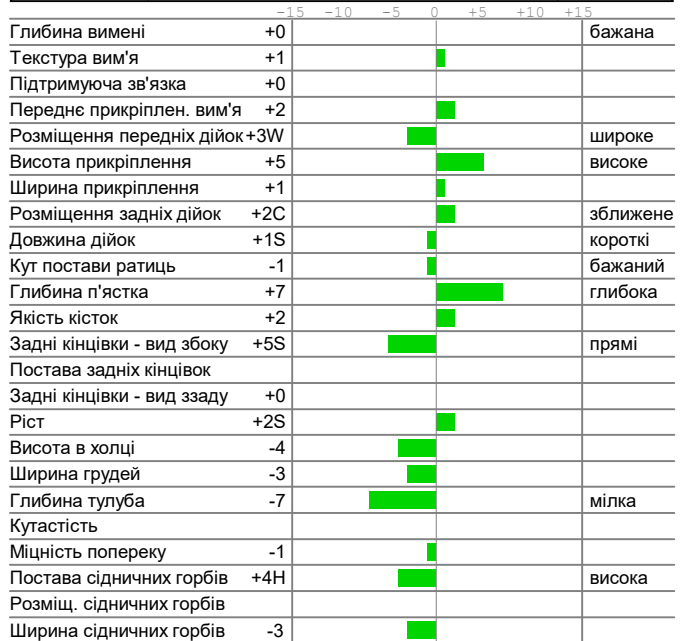 -15 -10 -5 0 +5 +10 +15
Глибина вимені +0 бажана
Текстура вим'я +1
Підтримуюча зв'язка +0
Переднє прикріплен. вим'я +2
Розміщення передніх дійок +3W широке
Висота прикріплення +5 високе
Ширина прикріплення +1
Розміщення задніх дійок +2C зближене
Довжина дійок +1S короткі
Кут постави ратиць -1 бажаний
Глибина п'ястка +7 глибока
Якість кісток +2
Задні кінцівки - вид збоку +5S прямі
Постава задніх кінцівок
Задні кінцівки - вид ззаду +0
Ріст +2S
Висота в холці -4
Ширина грудей -3
Глибина тулуба -7 мілка
Кутастість
Міцність попереку -1
Постава сідничних горбів +4H висока
Розміщ. сідничних горбів
Ширина сідничних горбів -3